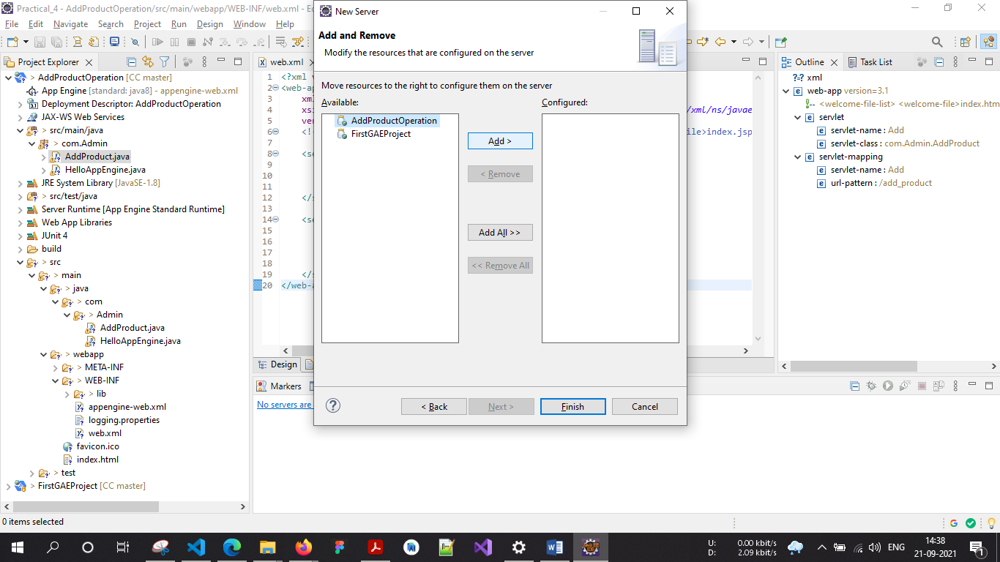 Practical_4 - AddProductOperation/src/main/webapp/WEB-INF/web.xml - Ec
File Edit Navigate Search Project Run Design Window Help
Project Explorer
> AddProductOperation [CC master]
App Engine [standard: java8] - appengine-web.xml
Deployment Descriptor: AddProductOperation
JAX-WS Web Services
> src/main/java
> com.Admin
AddProduct.java
HelloAppEngine.java
JRE System Library [JavaSE-1.8]
> src/test/java
Server Runtime [App Engine Standard Runtime]
Web App Libraries
JUnit 4
build
> src
> main
> java
> com
> Admin
AddProduct.java
HelloAppEngine.java
> webapp
> META-INF
> WEB-INF
> lib
appengine-web.xml
logging.properties
web.xml
favicon.ico
index.html
> test
> FirstGAEProject [CC master]
web.xml
1 <?xml v
2 <web-a
3 xm
4 xs /xml/ns/javae
5 ve
6 <! ile>index.jsp
7
8 <se
9
10
11
12 </s
13
14 <se
15
16
17
18
19 </s
20 </web-a
Design
Markers
No servers are
New Server
Add and Remove
Modify the resources that are configured on the server
Move resources to the right to configure them on the server
Available:
AddProductOperation
FirstGAEProject
Add >
< Remove
Add All >>
<< Remove All
Configured:
< Back Next > Finish Cancel
Outline Task List
xml
web-app version=3.1
<welcome-file-list> <welcome-file>index.htm
servlet
servlet-name : Add
servlet-class : com.Admin.AddProduct
servlet-mapping
servlet-name : Add
url-pattern : /add_product
0 items selected
U: 0.00 kbit/s
D: 2.09 kbit/s
ENG
14:38
21-09-2021
1